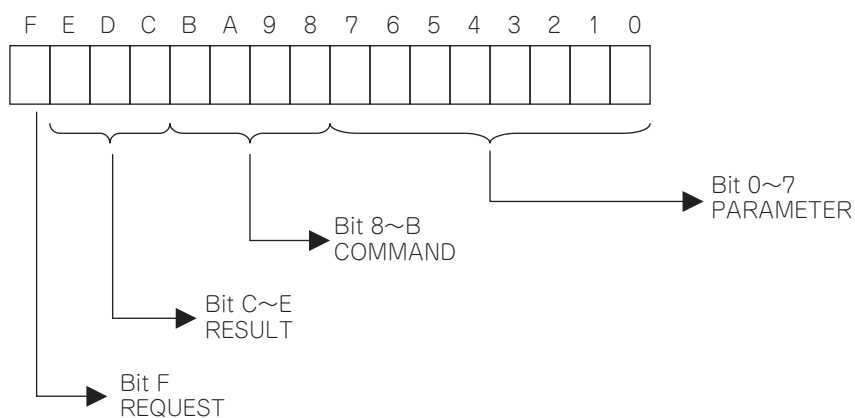 F E D C B A 9 8 7 6 5 4 3 2 1 0
Bit 0～7
PARAMETER
Bit 8～B
COMMAND
Bit C～E
RESULT
Bit F
REQUEST